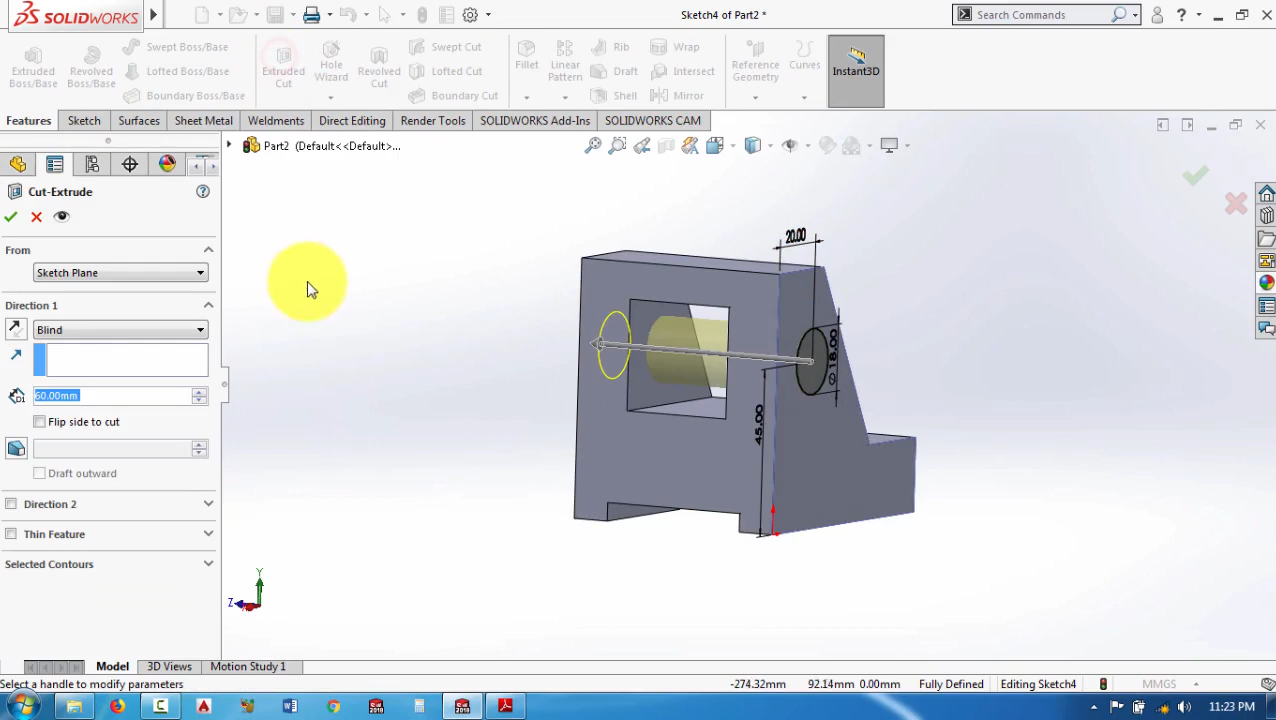 SOLIDWORKS
Sketch4 of Part2 *
Search Commands
?
Extruded Boss/Base
Revolved Boss/Base
Swept Boss/Base
Lofted Boss/Base
Boundary Boss/Base
Extruded Cut
Hole Wizard
Revolved Cut
Swept Cut
Lofted Cut
Boundary Cut
Fillet
Linear Pattern
Rib
Draft
Shell
Wrap
Intersect
Mirror
Reference Geometry
Curves
Instant3D
Features
Sketch
Surfaces
Sheet Metal
Weldments
Direct Editing
Render Tools
SOLIDWORKS Add-Ins
SOLIDWORKS CAM
Part2 (Default<<Default>...
Cut-Extrude
?
From
Sketch Plane
Direction 1
Blind
D1
60.00mm
Flip side to cut
Draft outward
Direction 2
Thin Feature
Selected Contours
20.00
Ø18.00
45.00
Y
Z
Model
3D Views
Motion Study 1
Select a handle to modify parameters
-274.32mm
92.14mm
0.00mm
Fully Defined
Editing Sketch4
MMGS
2018
2018
11:23 PM